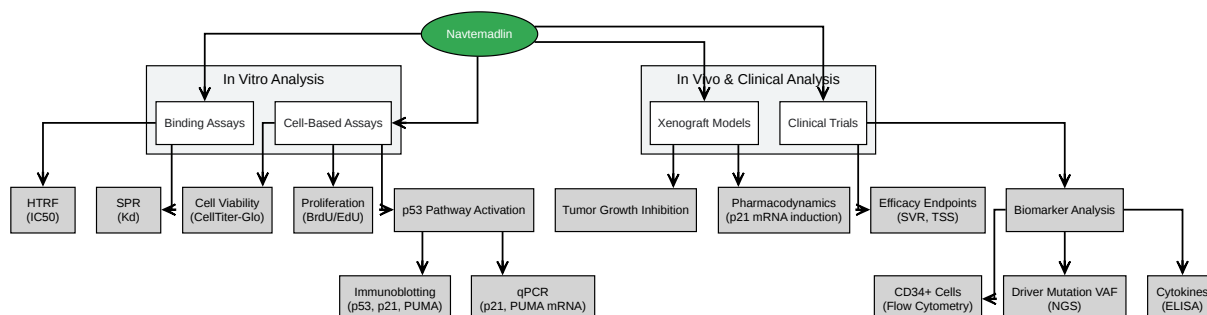 Navtemadlin
In Vitro Analysis
In Vivo & Clinical Analysis
Binding Assays
Cell-Based Assays
Xenograft Models
Clinical Trials
HTRF
(IC50)
SPR
(Kd)
Cell Viability
(CellTiter-Glo)
Proliferation
(BrdU/EdU)
p53 Pathway Activation
Tumor Growth Inhibition
Pharmacodynamics
(p21 mRNA induction)
Efficacy Endpoints
(SVR, TSS)
Biomarker Analysis
Immunoblotting
(p53, p21, PUMA)
qPCR
(p21, PUMA mRNA)
CD34+ Cells
(Flow Cytometry)
Driver Mutation VAF
(NGS)
Cytokines
(ELISA)